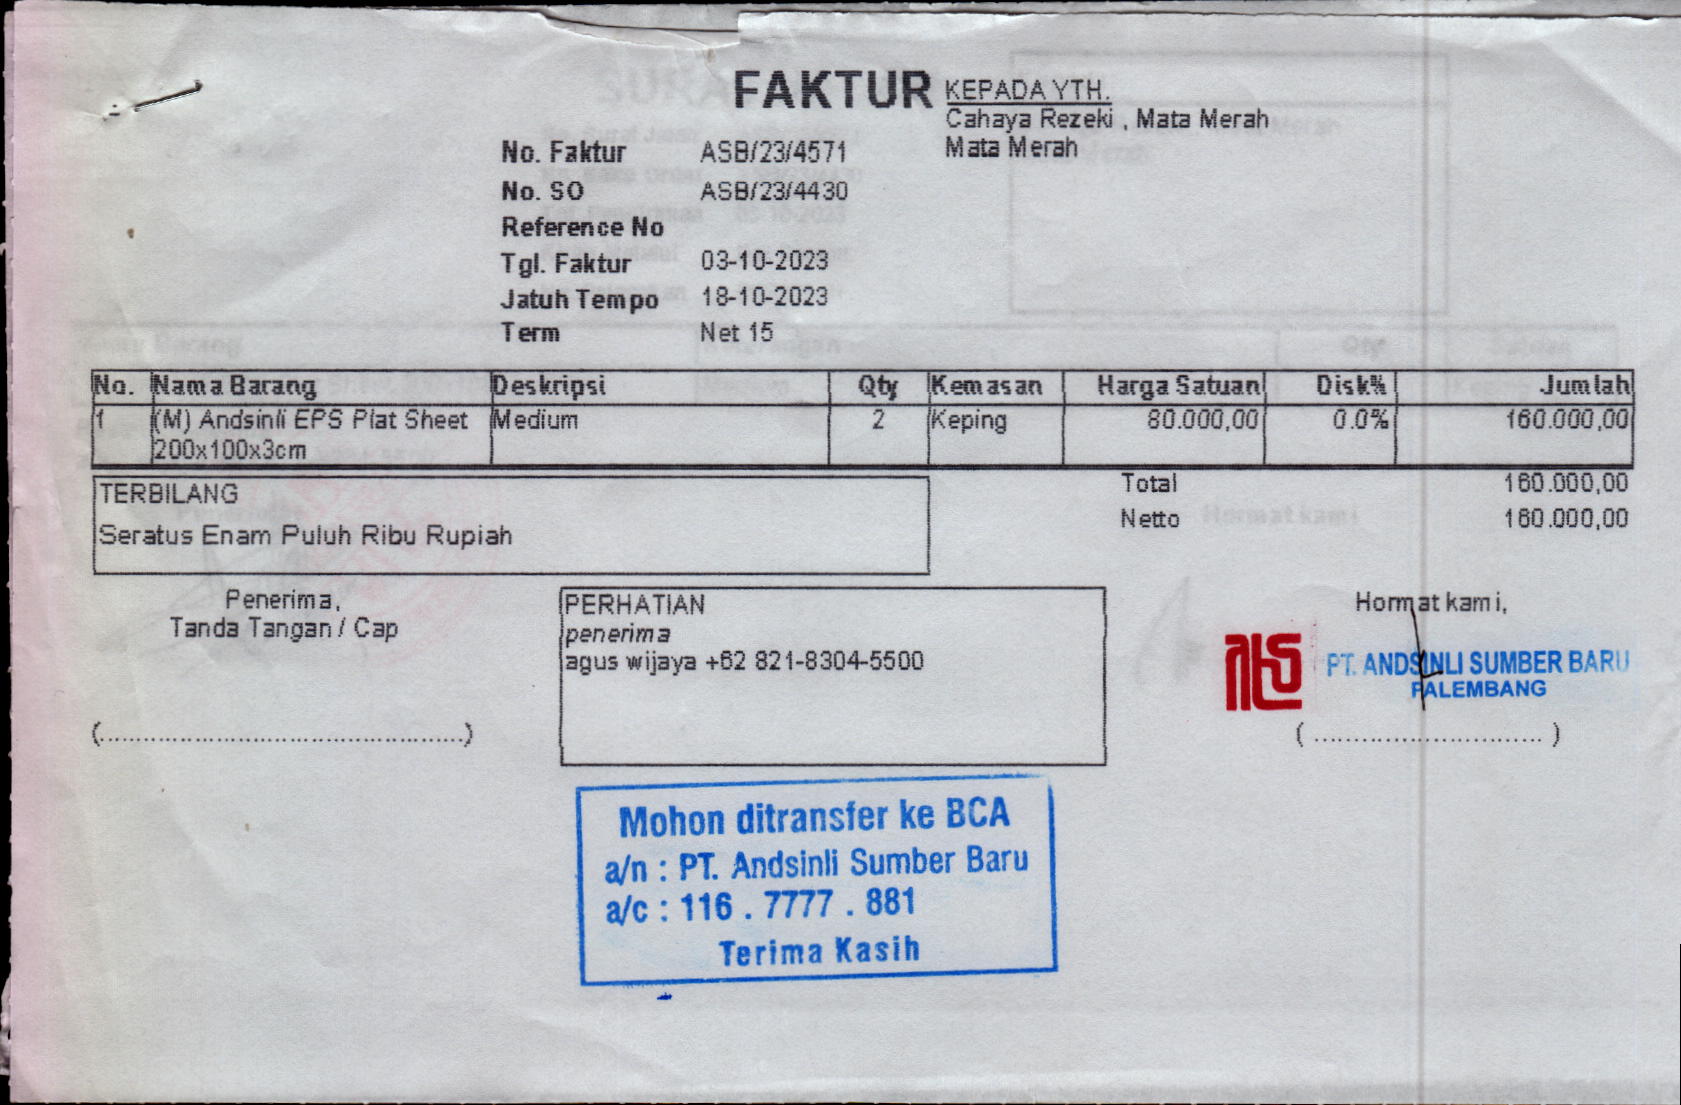 FAKTUR
KEPADA YTH.
Cahaya Rezeki , Mata Merah
Mata Merah
No. Faktur ASB/23/4571
No. SO ASB/23/4430
Reference No
Tgl. Faktur 03-10-2023
Jatuh Tempo 18-10-2023
Term Net 15
No. Nama Barang Deskripsi Qty Kemasan Harga Satuan Disk% Jumlah
1 (M) Andsinli EPS Plat Sheet Medium 2 Keping 80.000,00 0.0% 160.000,00
200x100x3cm
TERBILANG
Seratus Enam Puluh Ribu Rupiah
Total 160.000,00
Netto 160.000,00
Penerima,
Tanda Tangan / Cap
(................................................)
PERHATIAN
penerima
agus wijaya +62 821-8304-5500
Hormat kami,
PT. ANDSINLI SUMBER BARU
PALEMBANG
( .............................. )
Mohon ditransfer ke BCA
a/n : PT. Andsinli Sumber Baru
a/c : 116 . 7777 . 881
Terima Kasih